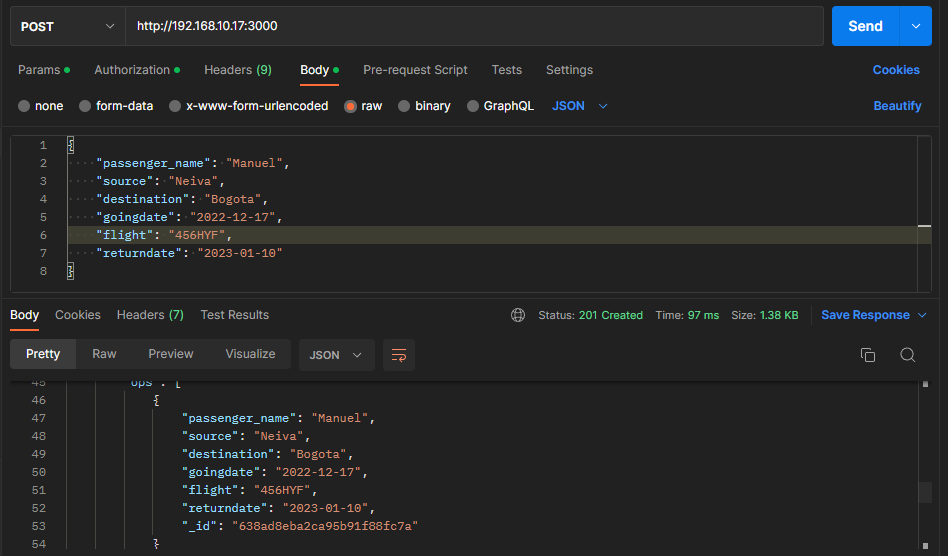 POST http://192.168.10.17:3000 Send
Params Authorization Headers (9) Body Pre-request Script Tests Settings Cookies
none form-data x-www-form-urlencoded raw binary GraphQL JSON Beautify
1 {
2 "passenger_name": "Manuel",
3 "source": "Neiva",
4 "destination": "Bogota",
5 "goingdate": "2022-12-17",
6 "flight": "456HYF",
7 "returndate": "2023-01-10"
8 }
Body Cookies Headers (7) Test Results Status: 201 Created Time: 97 ms Size: 1.38 KB Save Response
Pretty Raw Preview Visualize JSON
45 "ops": [
46 {
47 "passenger_name": "Manuel",
48 "source": "Neiva",
49 "destination": "Bogota",
50 "goingdate": "2022-12-17",
51 "flight": "456HYF",
52 "returndate": "2023-01-10",
53 "_id": "638ad8eba2ca95b91f88fc7a"
54 }